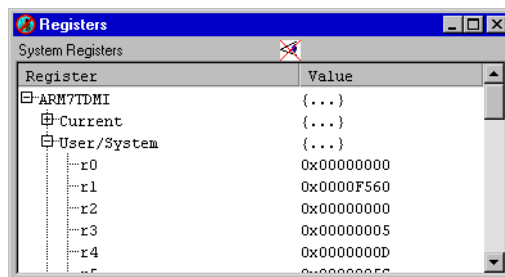 Registers
System Registers
Register Value
ARM7TDMI {...}
Current {...}
User/System {...}
r0 0x00000000
r1 0x0000F560
r2 0x00000000
r3 0x00000005
r4 0x0000000D